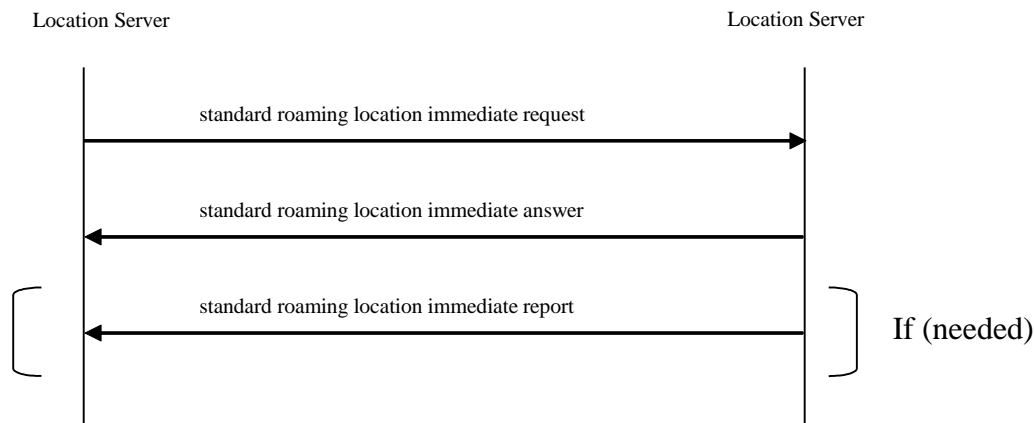 Location Server
Location Server
standard roaming location immediate request
standard roaming location immediate answer
standard roaming location immediate report
If (needed)